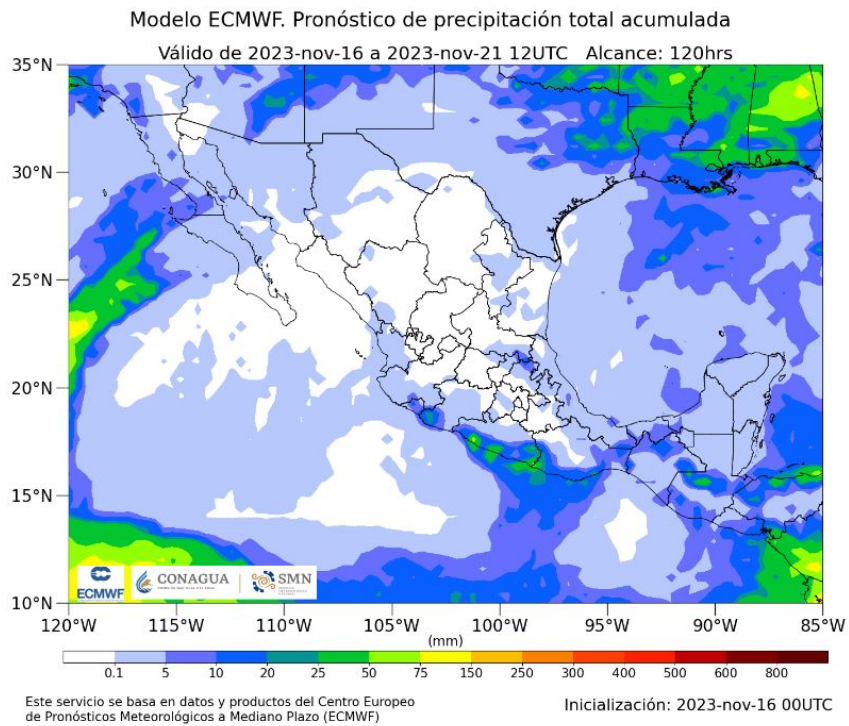 Modelo ECMWF. Pronóstico de precipitación total acumulada
Válido de 2023-nov-16 a 2023-nov-21 12UTC Alcance: 120hrs
35°N
30°N
25°N
20°N
15°N
10°N
ECMWF
CONAGUA
SMN
120°W 115°W 110°W 105°W 100°W 95°W 90°W 85°W
(mm)
0.1 5 10 20 25 50 75 150 250 300 400 500 600 800
Este servicio se basa en datos y productos del Centro Europeo
de Pronósticos Meteorológicos a Mediano Plazo (ECMWF)
Inicialización: 2023-nov-16 00UTC